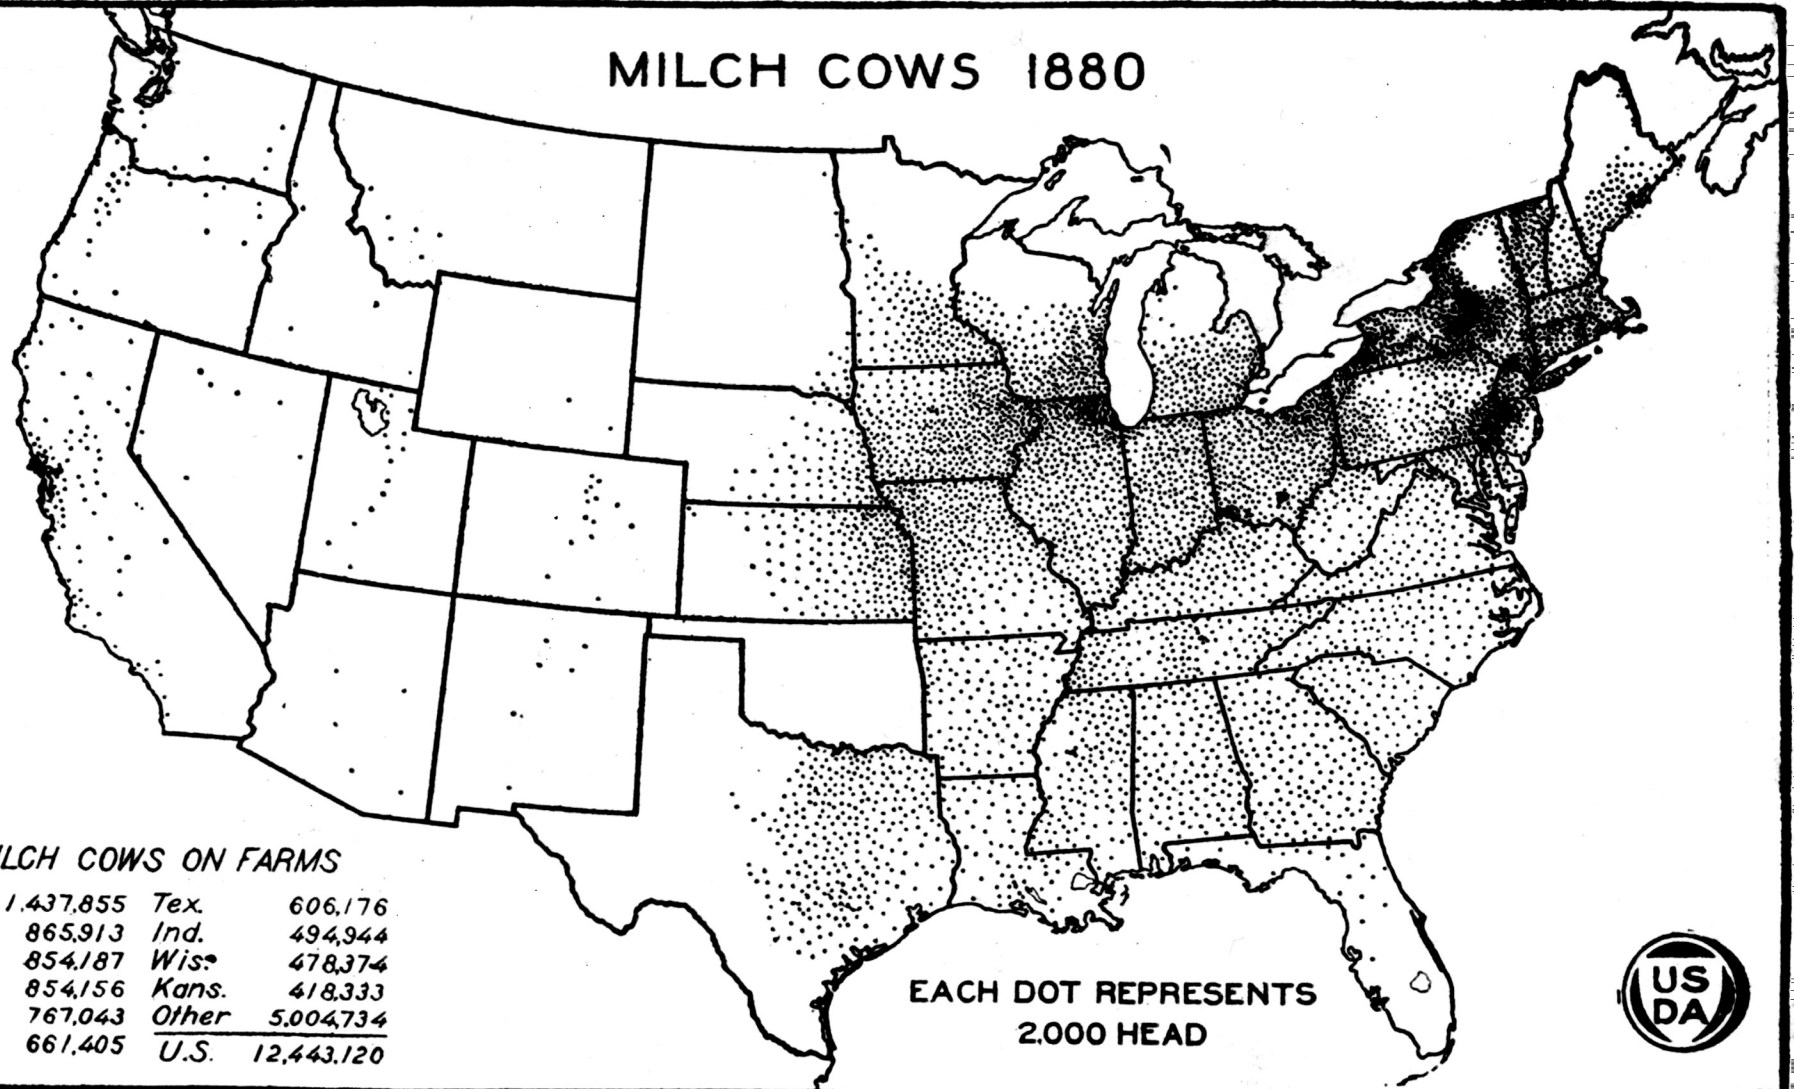 MILCH COWS 1880
LCH COWS ON FARMS
1,437,855 Tex. 606,176
865,913 Ind. 494,944
854,187 Wis. 478,374
854,156 Kans. 418,333
767,043 Other 5,004,734
661,405 U.S. 12,443,120
EACH DOT REPRESENTS
2,000 HEAD
US
DA